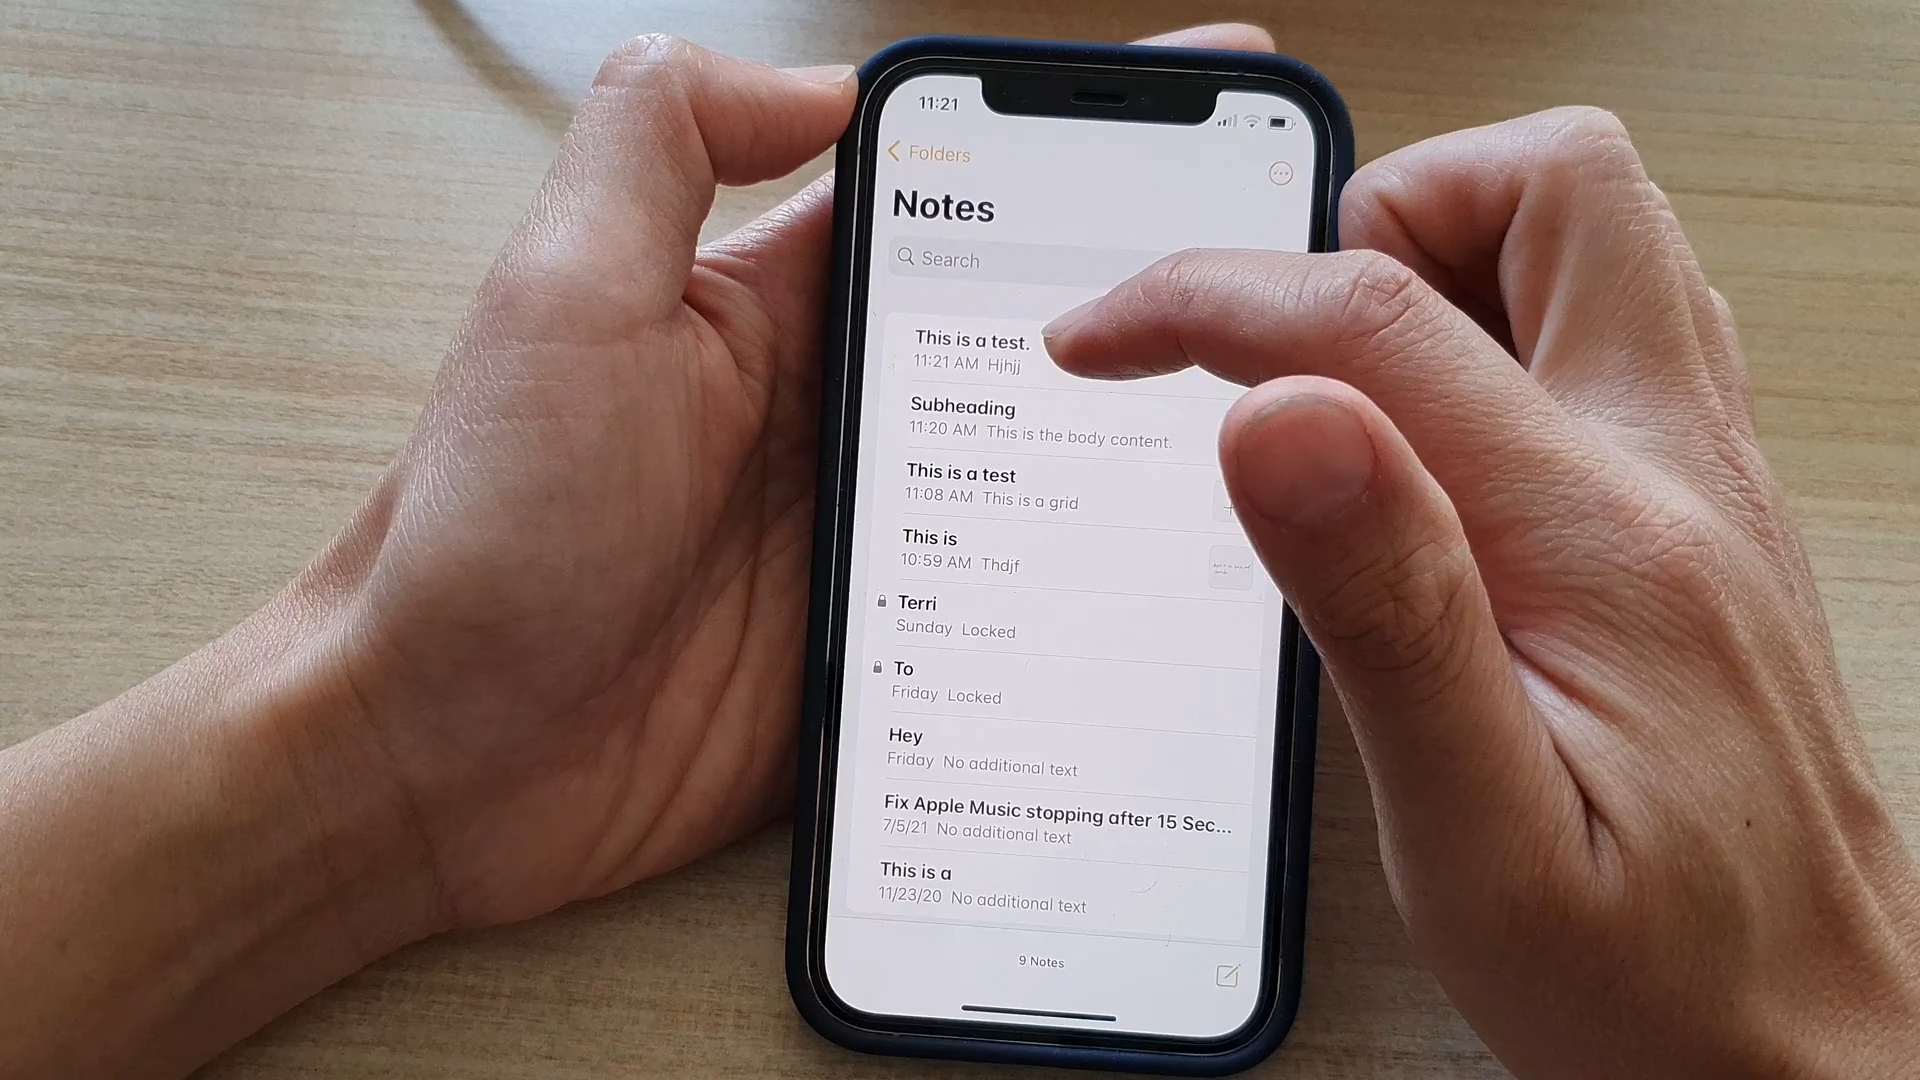 11:21
Folders
Notes
Search
This is a test.
11:21 AM Hjhjj
Subheading
11:20 AM This is the body content.
This is a test
11:08 AM This is a grid
This is
10:59 AM Thdjf
Terri
Sunday Locked
To
Friday Locked
Hey
Friday No additional text
Fix Apple Music stopping after 15 Sec...
7/5/21 No additional text
This is a
11/23/20 No additional text
9 Notes